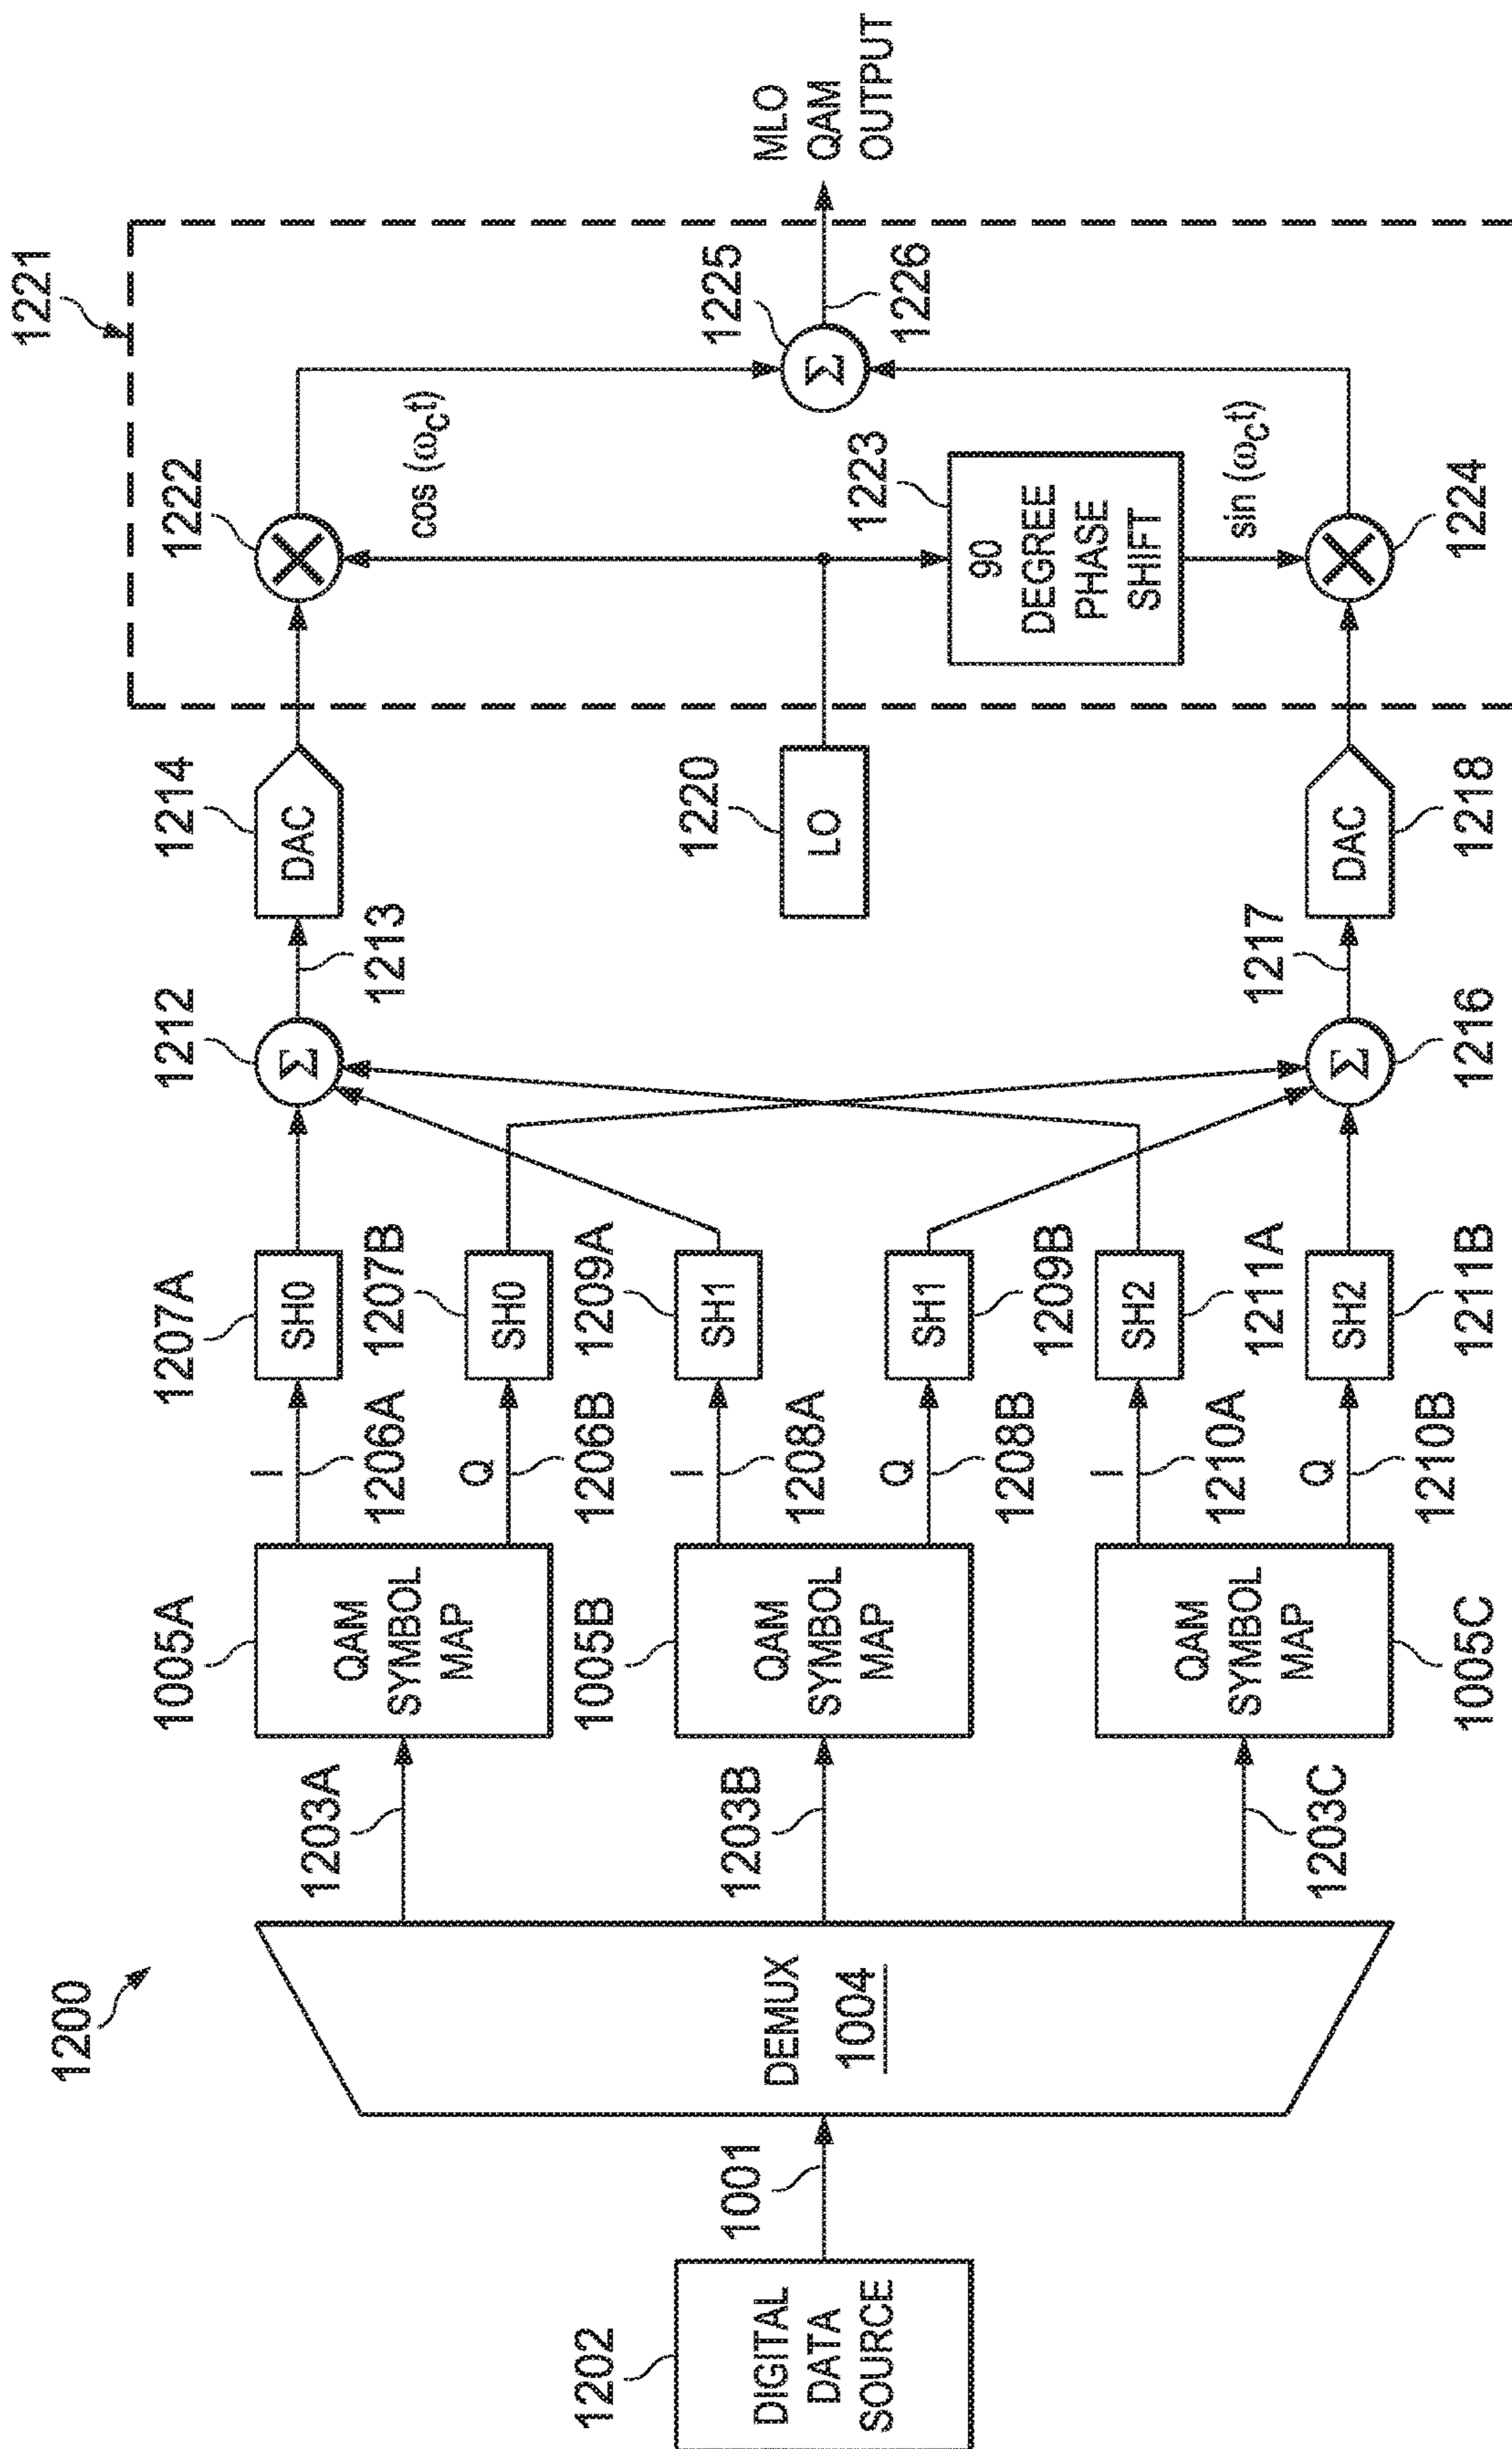 1200
1202
DIGITAL
DATA
SOURCE
1001
DEMUX
1004
1203A
1203B
1203C
1005A
QAM
SYMBOL
MAP
1005B
QAM
SYMBOL
MAP
QAM
SYMBOL
MAP
1005C
I
1206A
Q
1206B
I
1208A
Q
1208B
I
1210A
Q
1210B
1207A
SH0
SH0
1207B
1209A
SH1
SH1
1209B
SH2
1211A
SH2
1211B
1212
Σ
1213
1217
Σ
1216
1214
DAC
1220
LO
DAC
1218
1221
1222
cos (ωct)
1223
90
DEGREE
PHASE
SHIFT
sin (ωct)
1224
1225
Σ
1226
MLO
QAM
OUTPUT